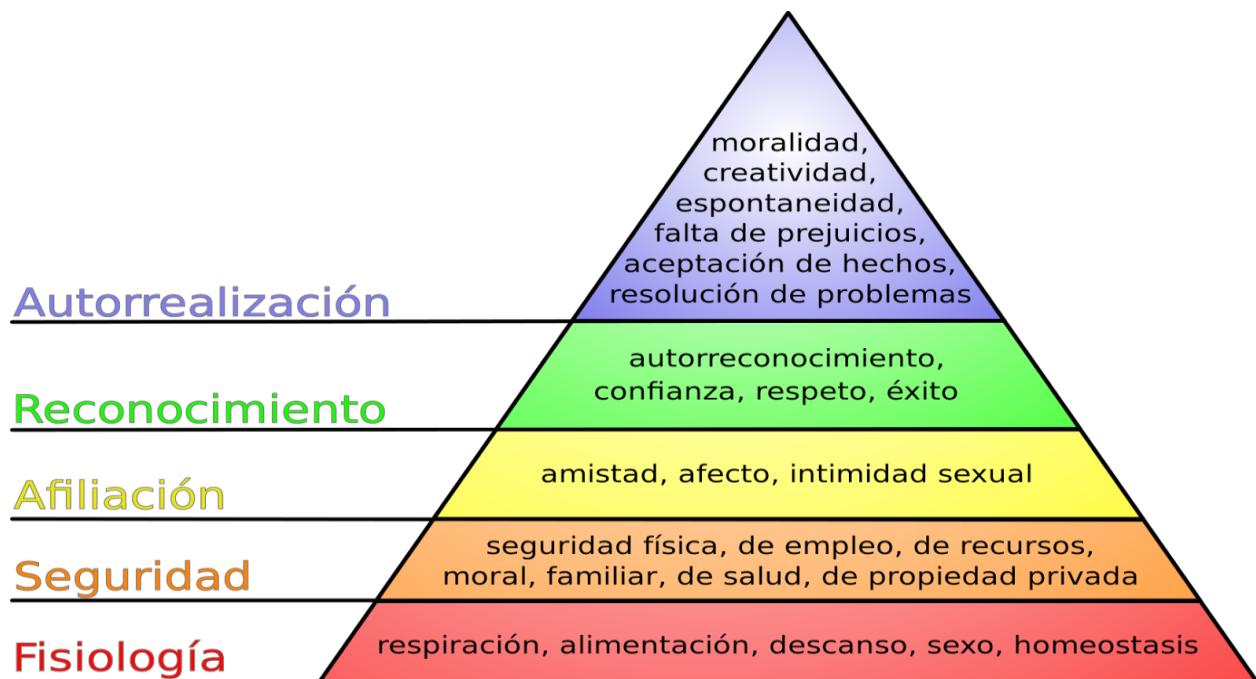 moralidad,
creatividad,
espontaneidad,
falta de prejuicios,
aceptación de hechos,
resolución de problemas
Autorrealización
autorreconocimiento,
confianza, respeto, éxito
Reconocimiento
amistad, afecto, intimidad sexual
Afiliación
seguridad física, de empleo, de recursos,
moral, familiar, de salud, de propiedad privada
Seguridad
respiración, alimentación, descanso, sexo, homeostasis
Fisiología